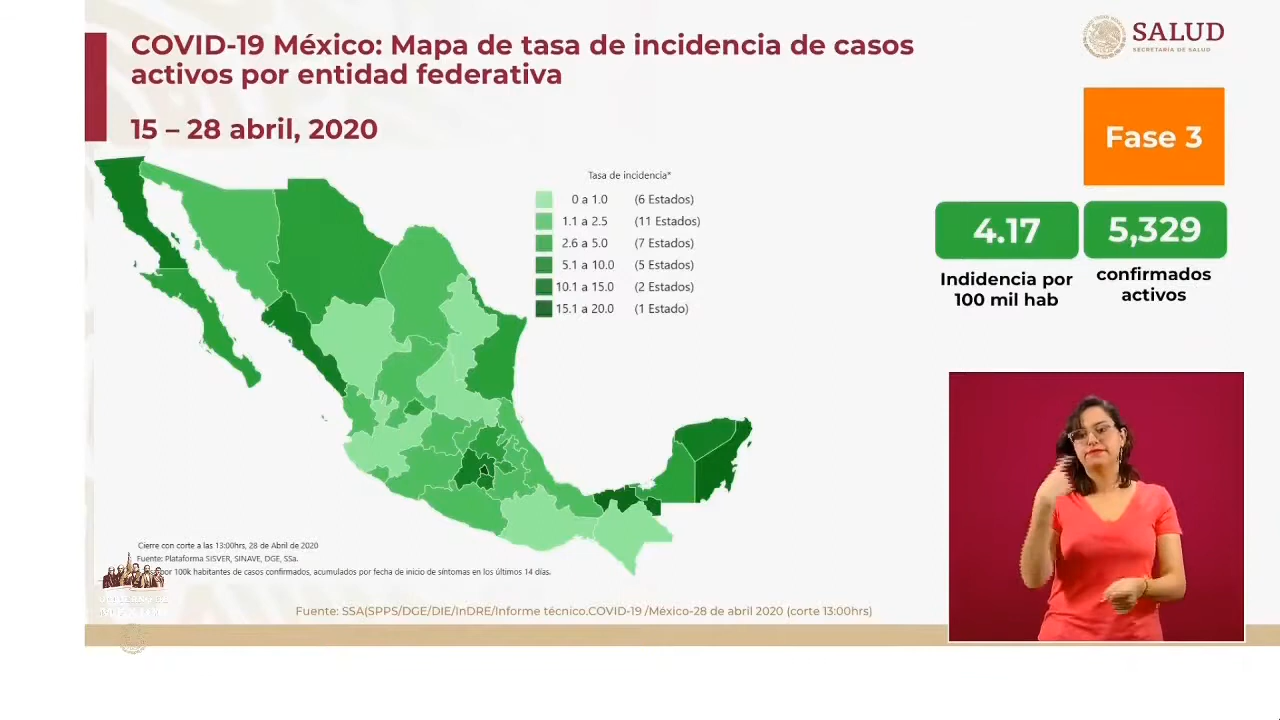 COVID-19 México: Mapa de tasa de incidencia de casos
activos por entidad federativa
15 – 28 abril, 2020
SALUD
SECRETARÍA DE SALUD
Fase 3
4.17
Indidencia por
100 mil hab
5,329
confirmados
activos
Tasa de incidencia*
0 a 1.0 (6 Estados)
1.1 a 2.5 (11 Estados)
2.6 a 5.0 (7 Estados)
5.1 a 10.0 (5 Estados)
10.1 a 15.0 (2 Estados)
15.1 a 20.0 (1 Estado)
Cierre con corte a las 13:00hrs, 28 de Abril de 2020
Fuente: Plataforma SISVER, SINAVE, DGE, SSa.
por 100k habitantes de casos confirmados, acumulados por fecha de inicio de síntomas en los últimos 14 días.
Fuente: SSA(SPPS/DGE/DIE/InDRE/Informe técnico.COVID-19 /México-28 de abril 2020 (corte 13:00hrs)